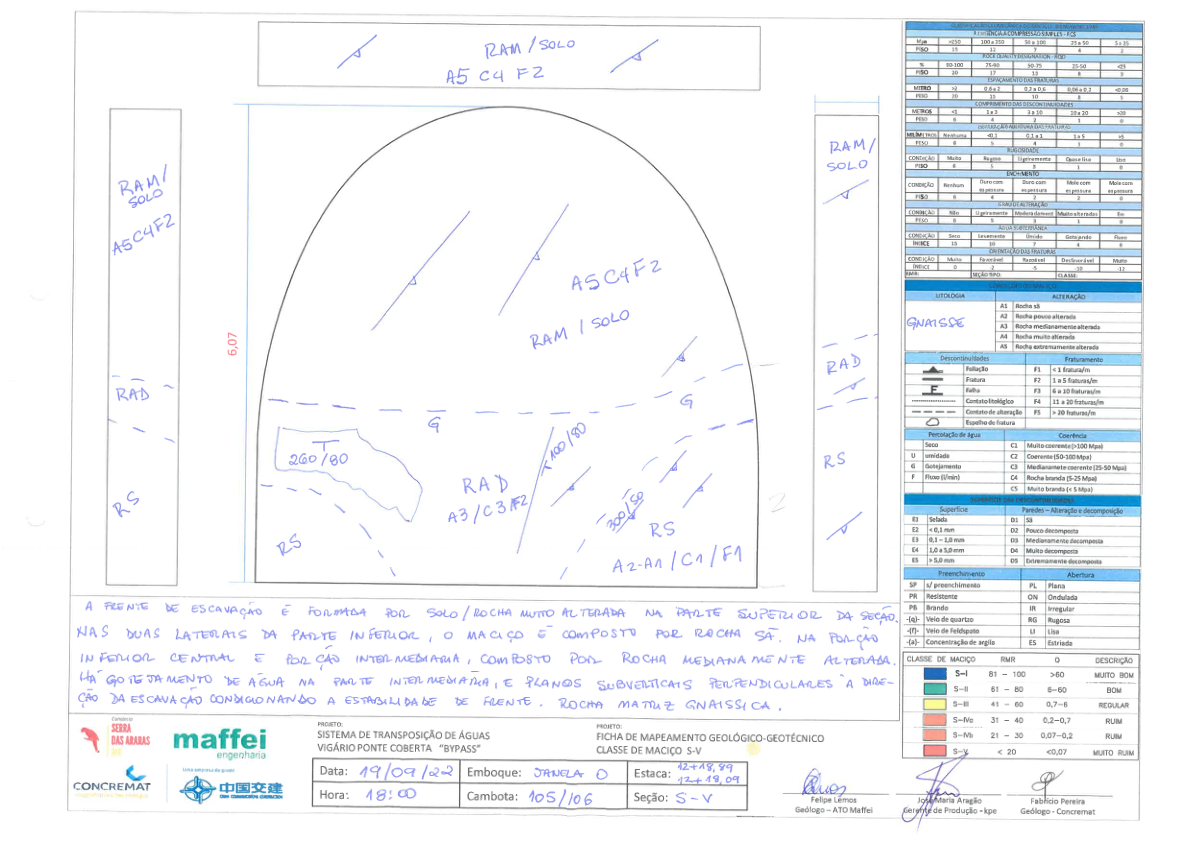 RAM/SOLO
A5 C4 F2
RAM/
SOLO
A5C4F2
RAD
RS
6,07
A5C4F2
RAM / SOLO
G
G
T
260/80
100/80
RAD
A3/C3/F2
300/50
RS
RS
A2-A1/C1/F1
RAM/
SOLO
RAD
RS
A FRENTE DE ESCAVAÇÃO É FORMADA POR SOLO/ROCHA MUITO ALTERADA NA PARTE SUPERIOR DA SEÇÃO.
NAS DUAS LATERAIS DA PARTE INFERIOR, O MACIÇO É COMPOSTO POR ROCHA SÃ. NA PORÇÃO
INFERIOR CENTRAL E PORÇÃO INTERMEDIARIA, COMPOSTO POR ROCHA MEDIANAMENTE ALTERADA.
HÁ GOTEJAMENTO DE ÁGUA NA PARTE INTERMEDIARIA, E PLANOS SUBVERTICAIS PERPENDICULARES À DIRE-
ÇÃO DA ESCAVAÇÃO CONDICIONANDO A ESTABILIDADE DE FRENTE. ROCHA MATRIZ GNAISSICA.
RESISTÊNCIA A COMPRESSÃO SIMPLES - RCS
Mpa >250 100 a 250 50 a 100 25 a 50 5 a 25
PESO 15 12 7 4 2
ROCK QUALITY DESIGNATION - RQD
% 90-100 75-90 50-75 25-50 <25
PESO 20 17 13 8 3
ESPAÇAMENTO DAS FRATURAS
METRO >2 0,6 a 2 0,2 a 0,6 0,06 a 0,2 <0,06
PESO 20 15 10 8 5
COMPRIMENTO DAS DESCONTINUIDADES
METROS <1 1 a 3 3 a 10 10 a 20 >20
PESO 6 4 2 1 0
SEPARAÇÃO/ABERTURA DAS FRATURAS
MILÍMETROS Nenhuma <0,1 0,1 a 1 1 a 5 >5
PESO 6 5 4 1 0
RUGOSIDADE
CONDIÇÃO Muito Rugoso Ligeiramente Quase liso Liso
PESO 6 5 3 1 0
ENCHIMENTO
CONDIÇÃO Nenhum Duro com espessura Duro com espessura Mole com espessura Mole com espessura
PESO 6 4 2 2 0
GRAU DE ALTERAÇÃO
CONDIÇÃO Não Ligeiramente Moderadamente Muito alteradas Em
PESO 6 5 3 1 0
ÁGUA SUBTERRÂNEA
CONDIÇÃO Seco Levemente Úmido Gotejando Fluxo
ÍNDICE 15 10 7 4 0
ORIENTAÇÃO DAS FRATURAS
CONDIÇÃO Muito Favorável Razoável Desfavorável Muito
ÍNDICE 0 -2 -5 -10 -12
RMR: SEÇÃO TIPO: CLASSE:
LITOLOGIA ALTERAÇÃO
GNAISSE
A1 Rocha sã
A2 Rocha pouco alterada
A3 Rocha medianamente alterada
A4 Rocha muito alterada
A5 Rocha extremamente alterada
Descontinuidades Fraturamento
Foliação F1 < 1 fratura/m
Fratura F2 1 a 5 fraturas/m
F Falha F3 6 a 10 fraturas/m
Contato litológico F4 11 a 20 fraturas/m
Contato de alteração F5 > 20 fraturas/m
Espelho de fratura
Percolação de água Coerência
Seco C1 Muito coerente (>100 Mpa)
U umidade C2 Coerente (50-100 Mpa)
G Gotejamento C3 Medianamete coerente (25-50 Mpa)
F Fluxo (l/min) C4 Rocha branda (5-25 Mpa)
C5 Muito branda (< 5 Mpa)
Superfície Paredes – Alteração e decomposição
E1 Selada D1 Sã
E2 < 0,1 mm D2 Pouco decomposta
E3 0,1 – 1,0 mm D3 Medianamente decomposta
E4 1,0 a 5,0 mm D4 Muito decomposta
E5 > 5,0 mm D5 Extremamente decomposta
Preenchimento Abertura
SP s/ preenchimento PL Plana
PR Resistente ON Ondulada
PB Brando IR Irregular
-(q)- Veio de quartzo RG Rugosa
-(f)- Veio de Feldspato LI Lisa
-(a)- Concentração de argila ES Estriada
CLASSE DE MACIÇO RMR Q DESCRIÇÃO
S-I 81 – 100 >60 MUITO BOM
S-II 61 – 80 6–60 BOM
S-III 41 – 60 0,7–6 REGULAR
S-IVa 31 – 40 0,2–0,7 RUIM
S-IVb 21 – 30 0,07–0,2 RUIM
S-V < 20 <0,07 MUITO RUIM
Consórcio
SERRA
DAS ARARAS
maffei
engenharia
CONCREMAT
Uma empresa do grupo
中国交建
PROJETO:
SISTEMA DE TRANSPOSIÇÃO DE ÁGUAS
VIGÁRIO PONTE COBERTA "BYPASS"
PROJETO:
FICHA DE MAPEAMENTO GEOLÓGICO-GEOTÉCNICO
CLASSE DE MACIÇO S-V
Data: 19/09/22 Emboque: JANELA O Estaca: 12+18,89
12+18,09
Hora: 18:00 Cambota: 105/106 Seção: S-V
Felipe Lemos
Geólogo – ATO Maffei
José Maria Aragão
Gerente de Produção - kpe
Fabrício Pereira
Geólogo - Concremat